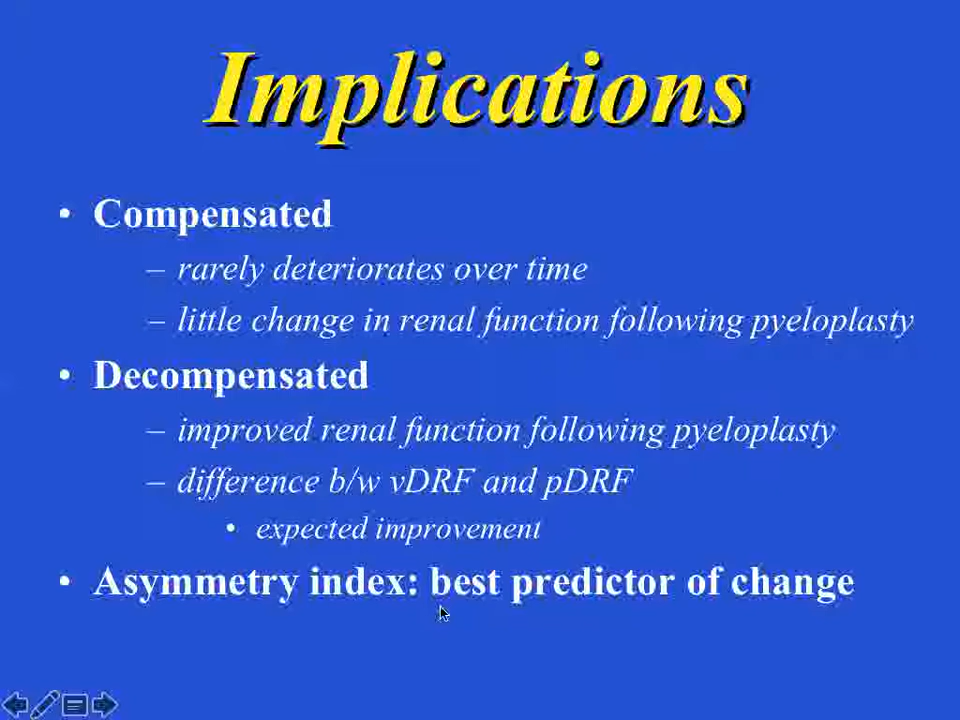 Implications
• Compensated
– rarely deteriorates over time
– little change in renal function following pyeloplasty
• Decompensated
– improved renal function following pyeloplasty
– difference b/w vDRF and pDRF
• expected improvement
• Asymmetry index: best predictor of change